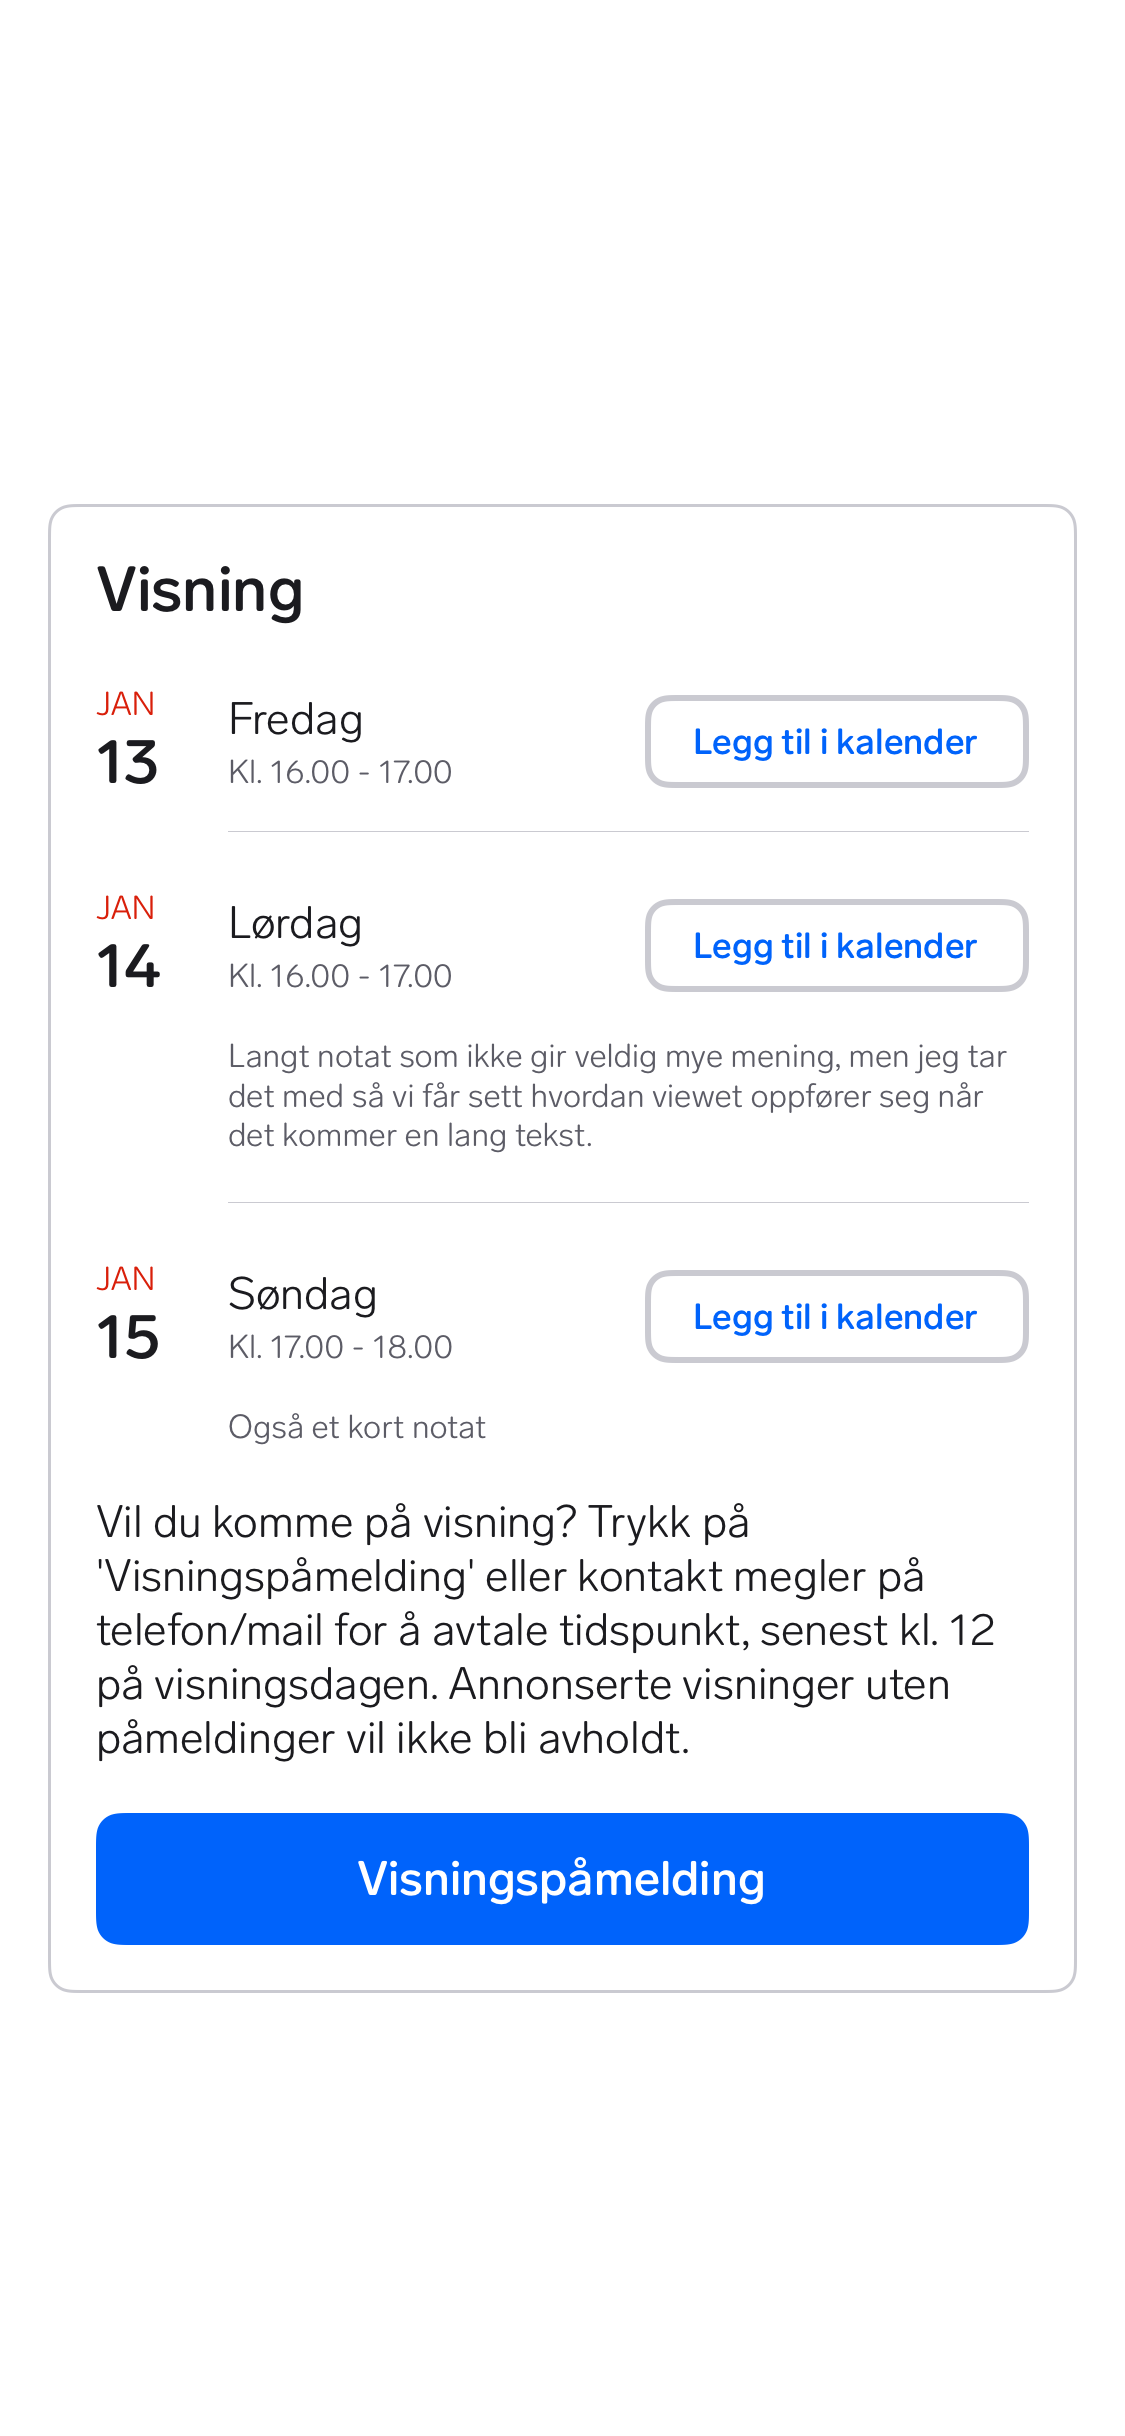 Visning
JAN
13
Fredag
Kl. 16.00 - 17.00
Legg til i kalender
JAN
14
Lørdag
Kl. 16.00 - 17.00
Legg til i kalender
Langt notat som ikke gir veldig mye mening, men jeg tar
det med så vi får sett hvordan viewet oppfører seg når
det kommer en lang tekst.
JAN
15
Søndag
Kl. 17.00 - 18.00
Legg til i kalender
Også et kort notat
Vil du komme på visning? Trykk på
'Visningspåmelding' eller kontakt megler på
telefon/mail for å avtale tidspunkt, senest kl. 12
på visningsdagen. Annonserte visninger uten
påmeldinger vil ikke bli avholdt.
Visningspåmelding